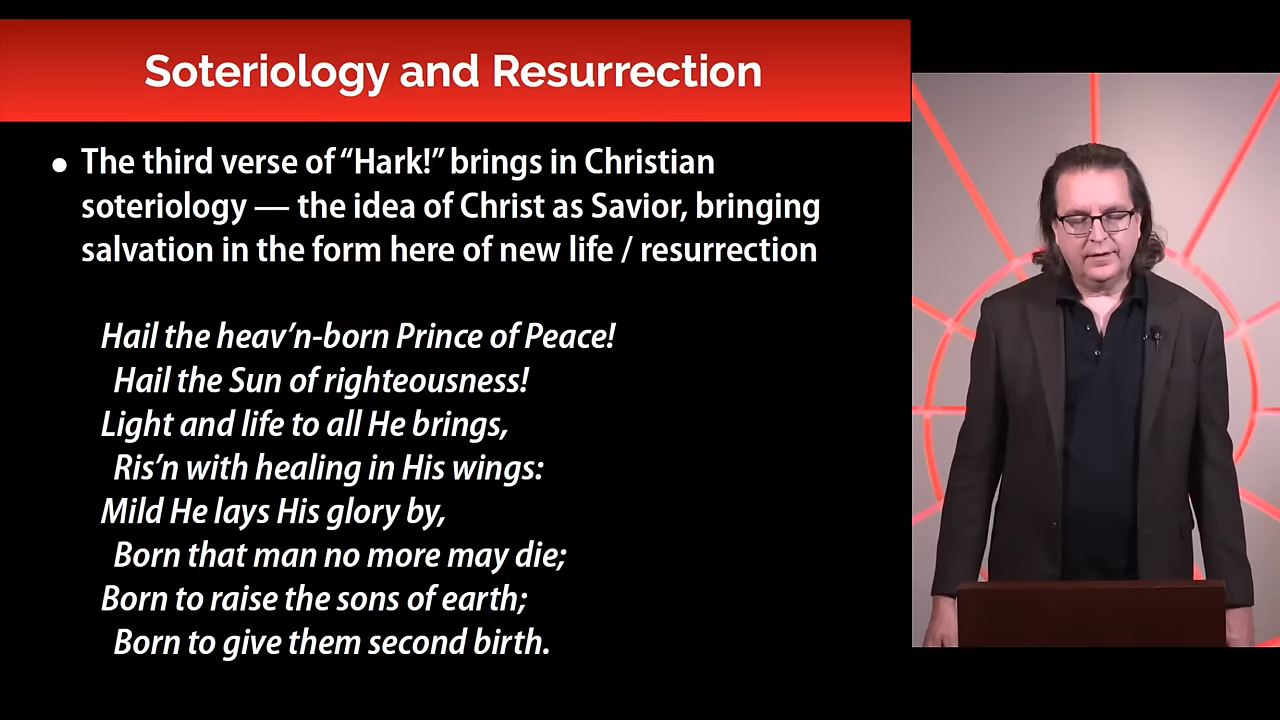 Soteriology and Resurrection
• The third verse of “Hark!” brings in Christian
soteriology — the idea of Christ as Savior, bringing
salvation in the form here of new life / resurrection
Hail the heav’n-born Prince of Peace!
Hail the Sun of righteousness!
Light and life to all He brings,
Ris’n with healing in His wings:
Mild He lays His glory by,
Born that man no more may die;
Born to raise the sons of earth;
Born to give them second birth.